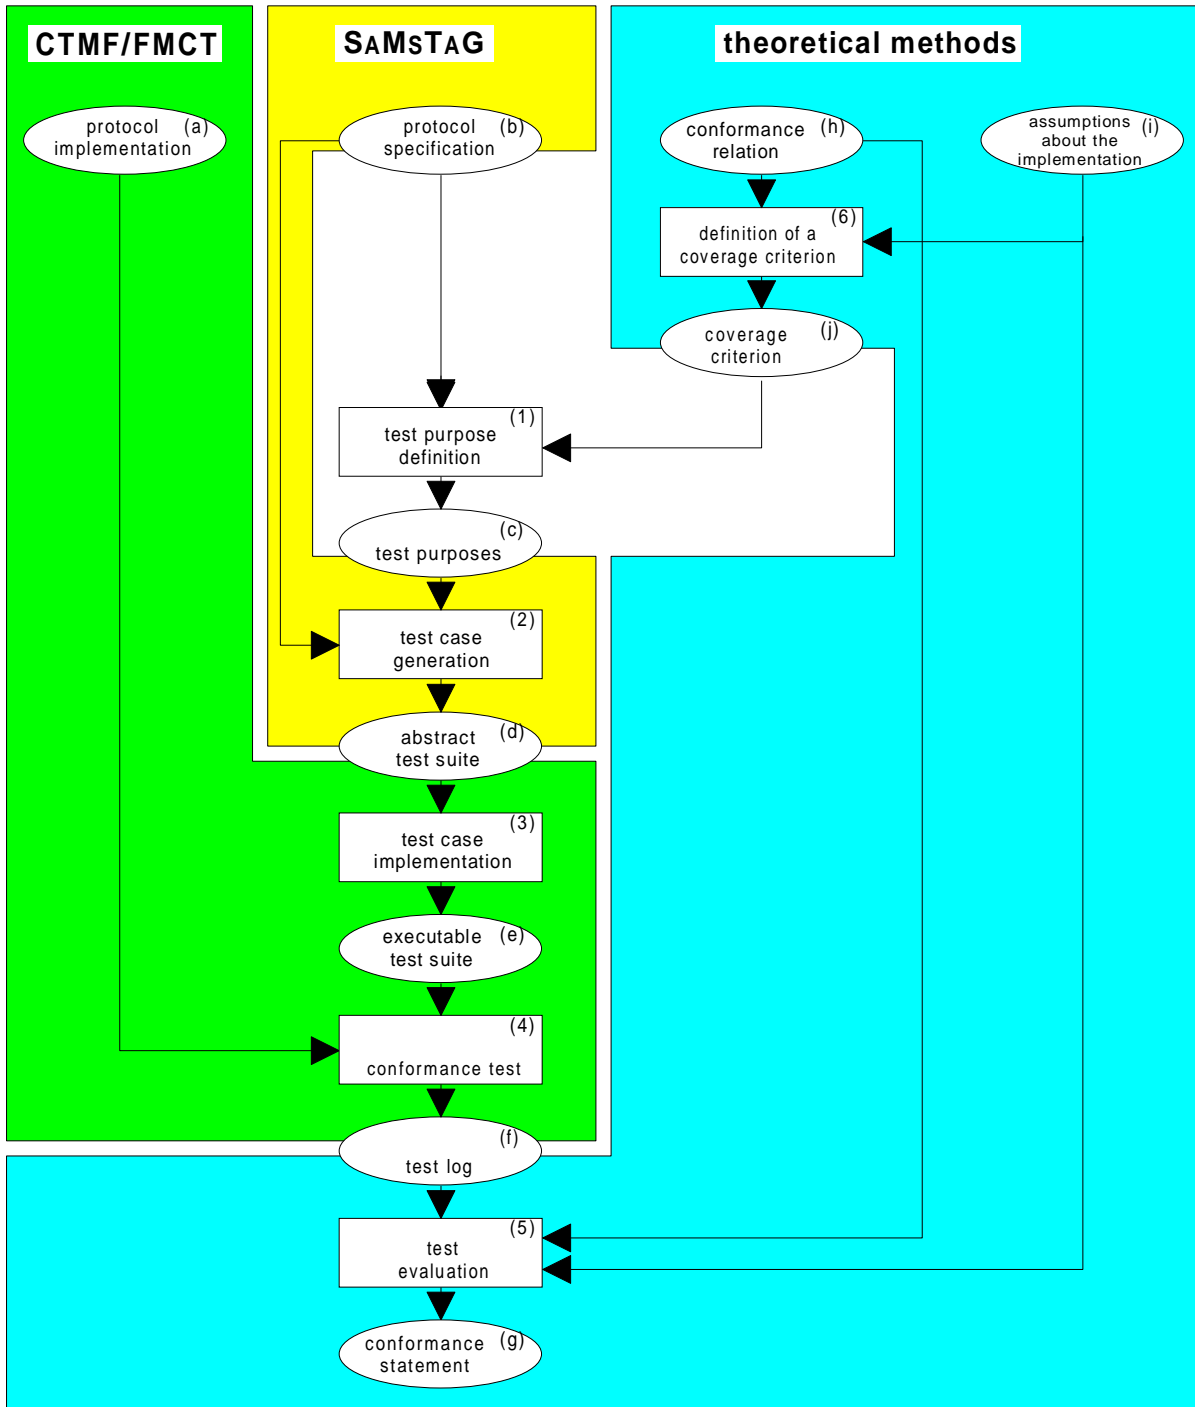 CTMF/FMCT
SAMSTAG
theoretical methods
protocol (a)
implementation
protocol (b)
specification
conformance (h)
relation
assumptions
about the (i)
implementation
(6)
definition of a
coverage criterion
coverage (j)
criterion
(1)
test purpose
definition
(c)
test purposes
(2)
test case
generation
abstract (d)
test suite
(3)
test case
implementation
executable (e)
test suite
(4)
conformance test
(f)
test log
(5)
test
evaluation
conformance (g)
statement